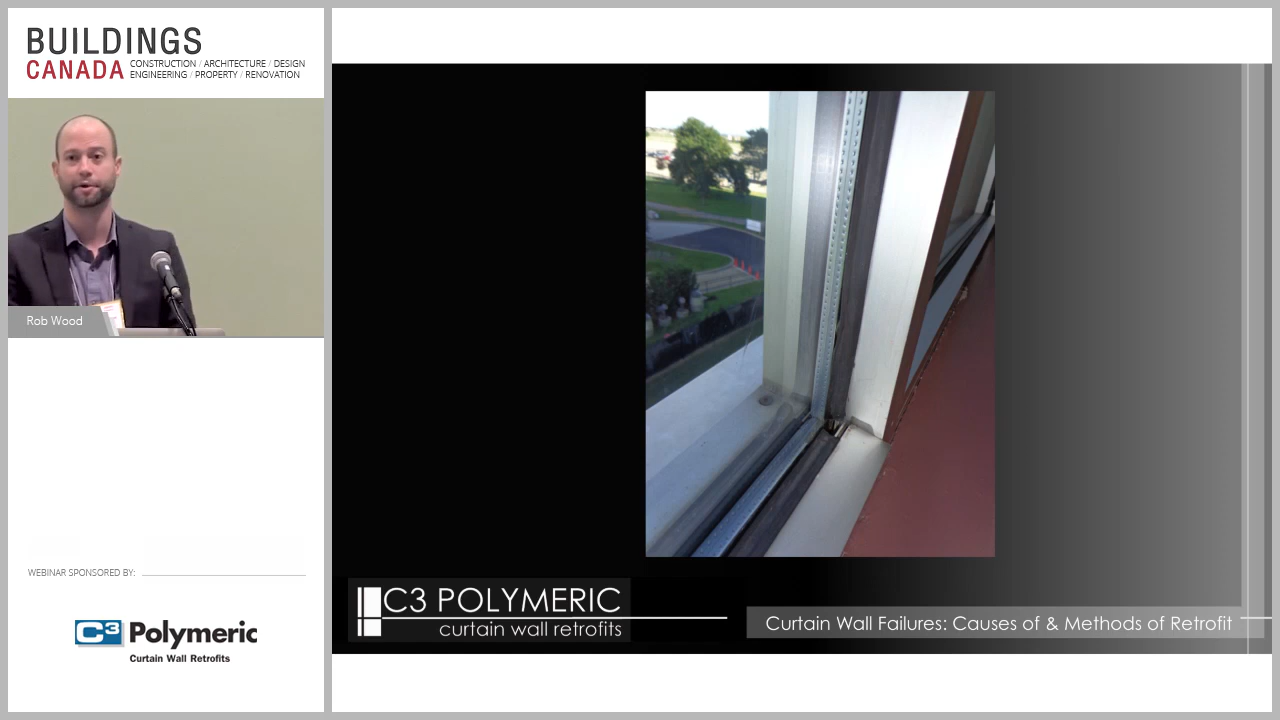 BUILDINGS
CANADA
CONSTRUCTION / ARCHITECTURE / DESIGN
ENGINEERING / PROPERTY / RENOVATION
Rob Wood
WEBINAR SPONSORED BY:
C3 Polymeric
Curtain Wall Retrofits
C3 POLYMERIC
curtain wall retrofits
Curtain Wall Failures: Causes of & Methods of Retrofit